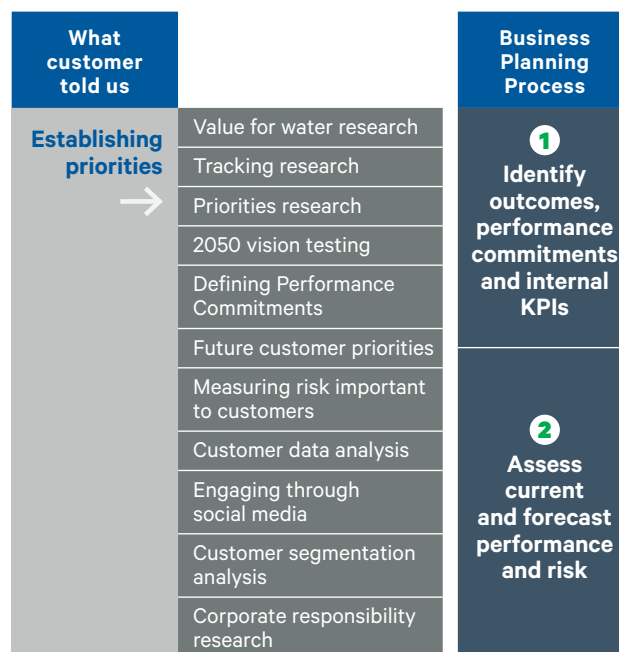 What
customer
told us
Business
Planning
Process
Establishing
priorities
Value for water research
Tracking research
Priorities research
2050 vision testing
Defining Performance
Commitments
Future customer priorities
Measuring risk important
to customers
Customer data analysis
Engaging through
social media
Customer segmentation
analysis
Corporate responsibility
research
1
Identify
outcomes,
performance
commitments
and internal
KPIs
2
Assess
current
and forecast
performance
and risk